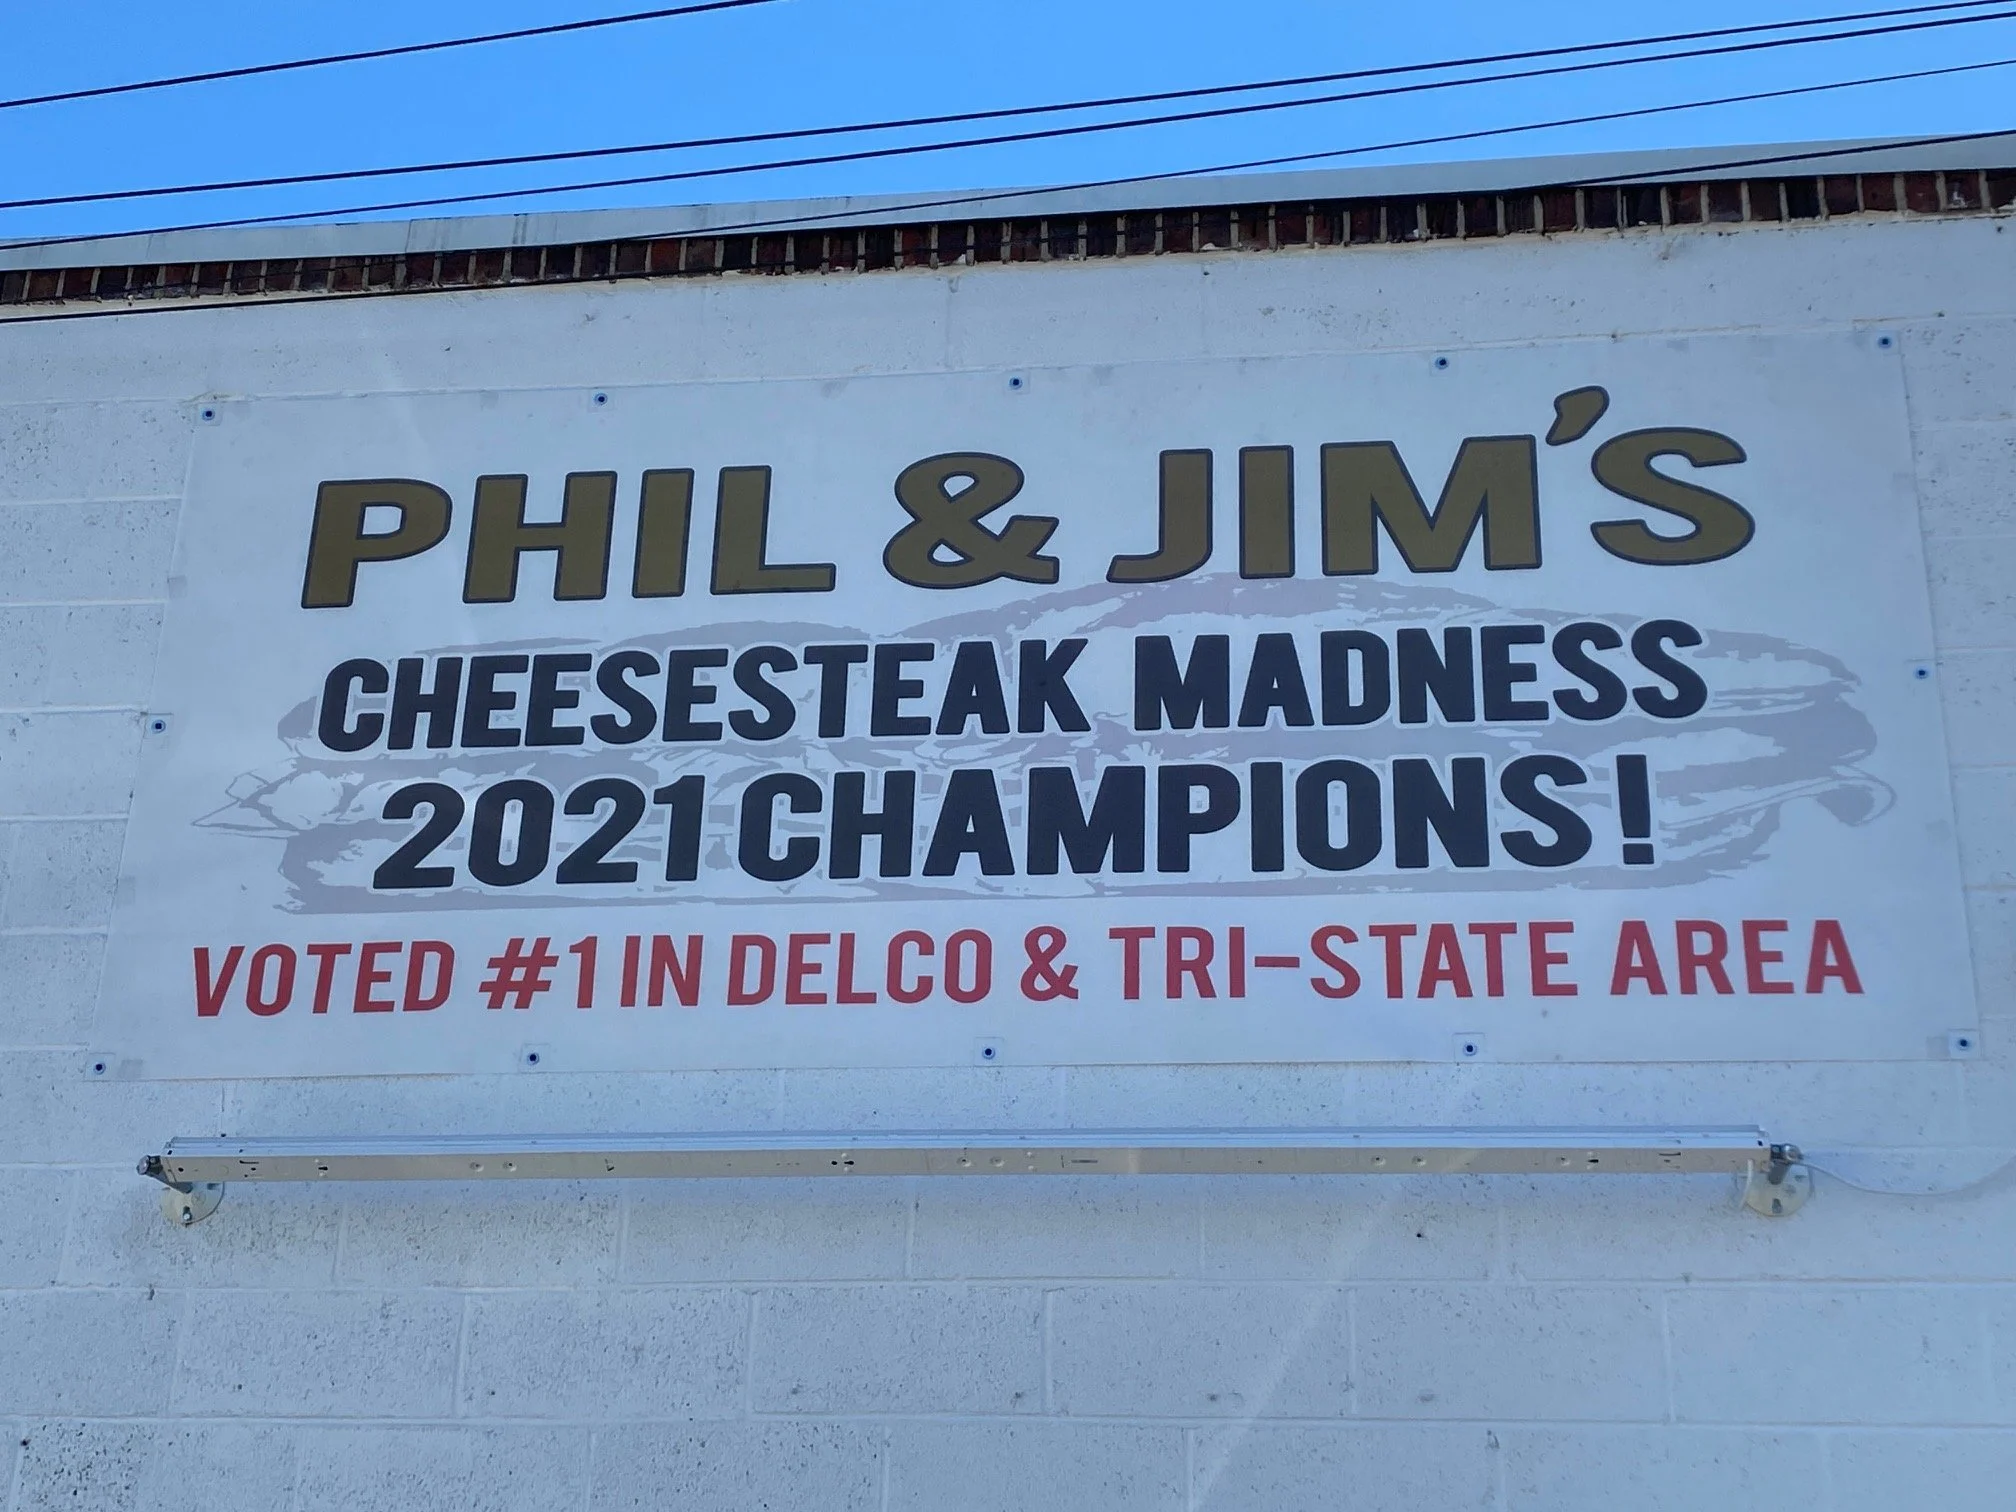 PHIL & JIM'S
CHEESESTEAK MADNESS
2021 CHAMPIONS!
VOTED #1 IN DELCO & TRI-STATE AREA